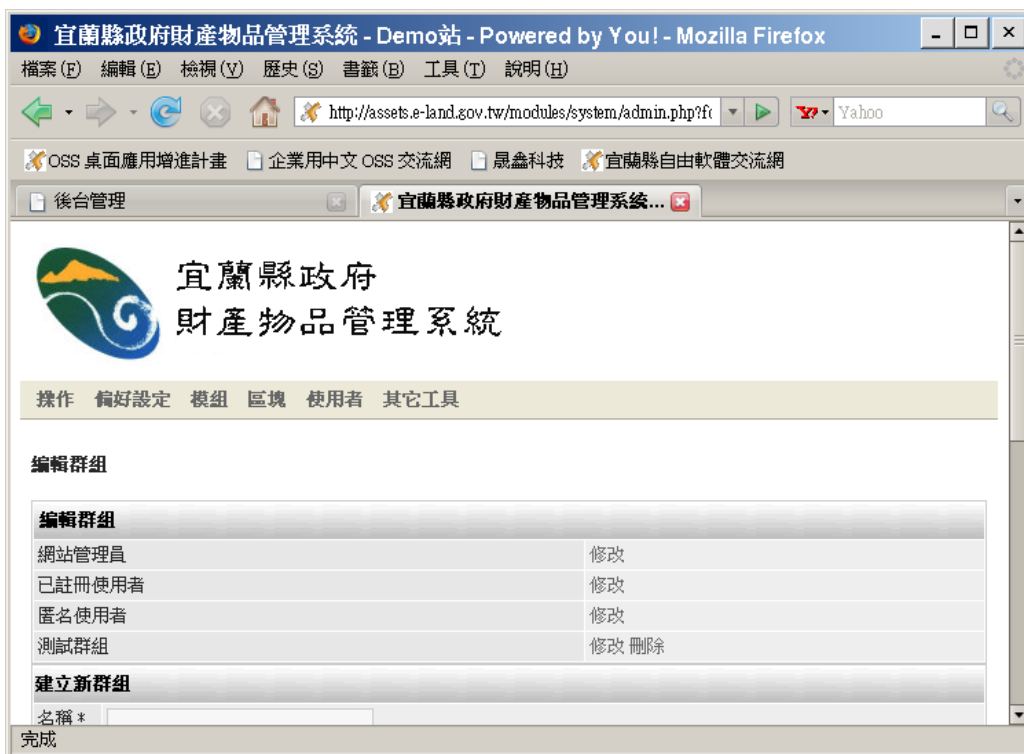 宜蘭縣政府財產物品管理系統 - Demo站 - Powered by You! - Mozilla Firefox
檔案(F) 編輯(E) 檢視(V) 歷史(S) 書籤(B) 工具(T) 說明(H)
http://assets.e-land.gov.tw/modules/system/admin.php?fc Yahoo
OSS 桌面應用增進計畫 企業用中文 OSS 交流網 晟鑫科技 宜蘭縣自由軟體交流網
後台管理 宜蘭縣政府財產物品管理系統...
宜蘭縣政府
財產物品管理系統
操作 偏好設定 模組 區塊 使用者 其它工具
編輯群組
編輯群組
網站管理員 修改
已註冊使用者 修改
匿名使用者 修改
測試群組 修改 刪除
建立新群組
名稱 *
完成